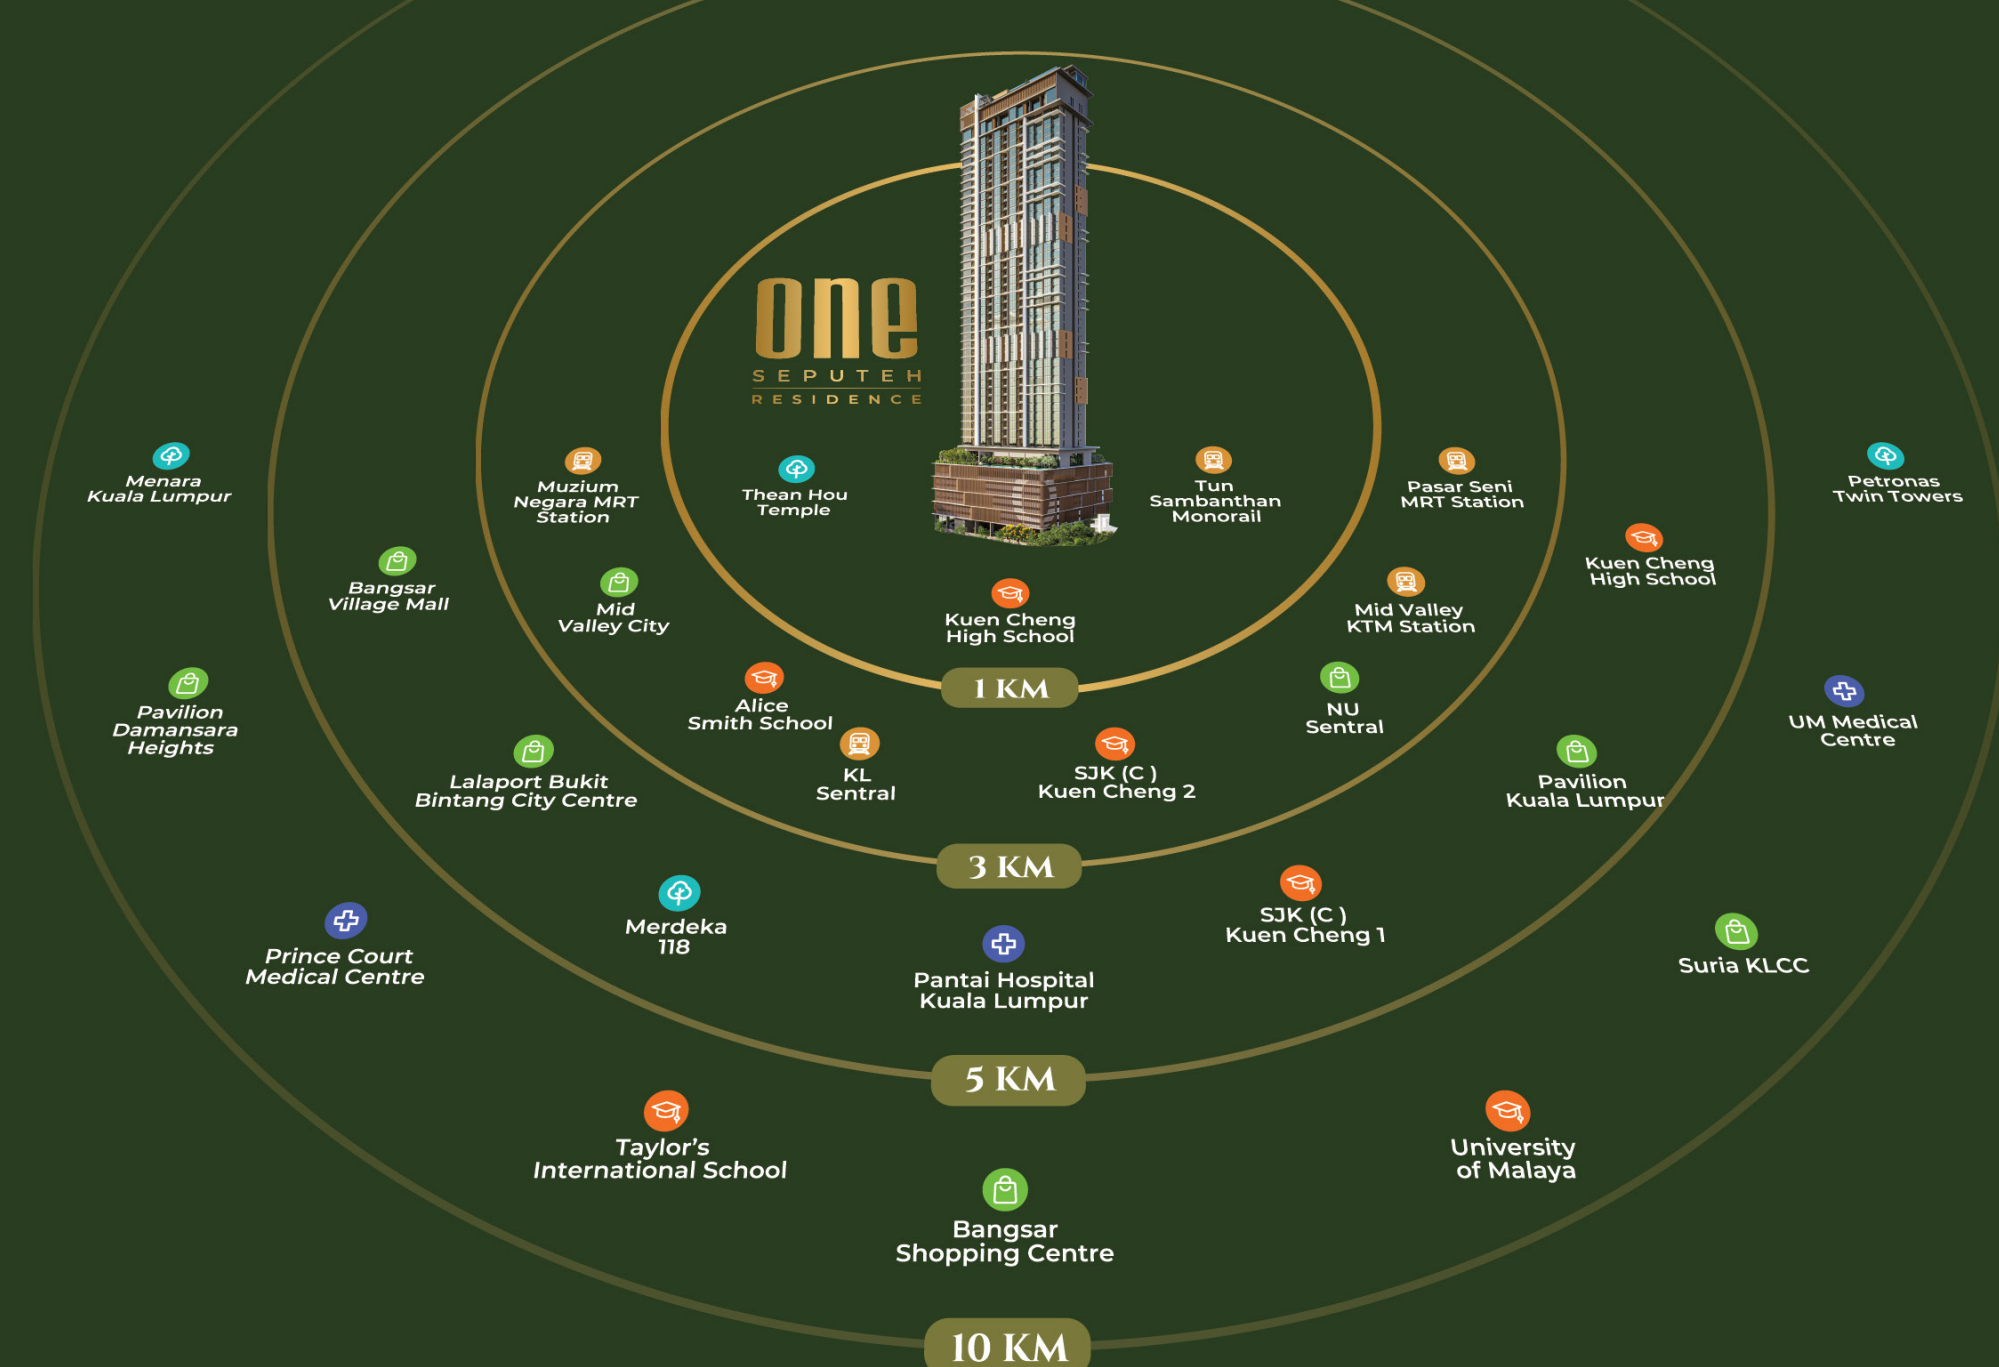 one
SEPUTEH
RESIDENCE
Menara
Kuala Lumpur
Muzium
Negara MRT
Station
Thean Hou
Temple
Tun
Sambanthan
Monorail
Pasar Seni
MRT Station
Petronas
Twin Towers
Bangsar
Village Mall
Mid
Valley City
Kuen Cheng
High School
Mid Valley
KTM Station
Kuen Cheng
High School
1 KM
Pavilion
Damansara
Heights
Alice
Smith School
NU
Sentral
UM Medical
Centre
Lalaport Bukit
Bintang City Centre
KL
Sentral
SJK (C )
Kuen Cheng 2
Pavilion
Kuala Lumpur
3 KM
Prince Court
Medical Centre
Merdeka
118
Pantai Hospital
Kuala Lumpur
SJK (C )
Kuen Cheng 1
Suria KLCC
5 KM
Taylor’s
International School
University
of Malaya
Bangsar
Shopping Centre
10 KM